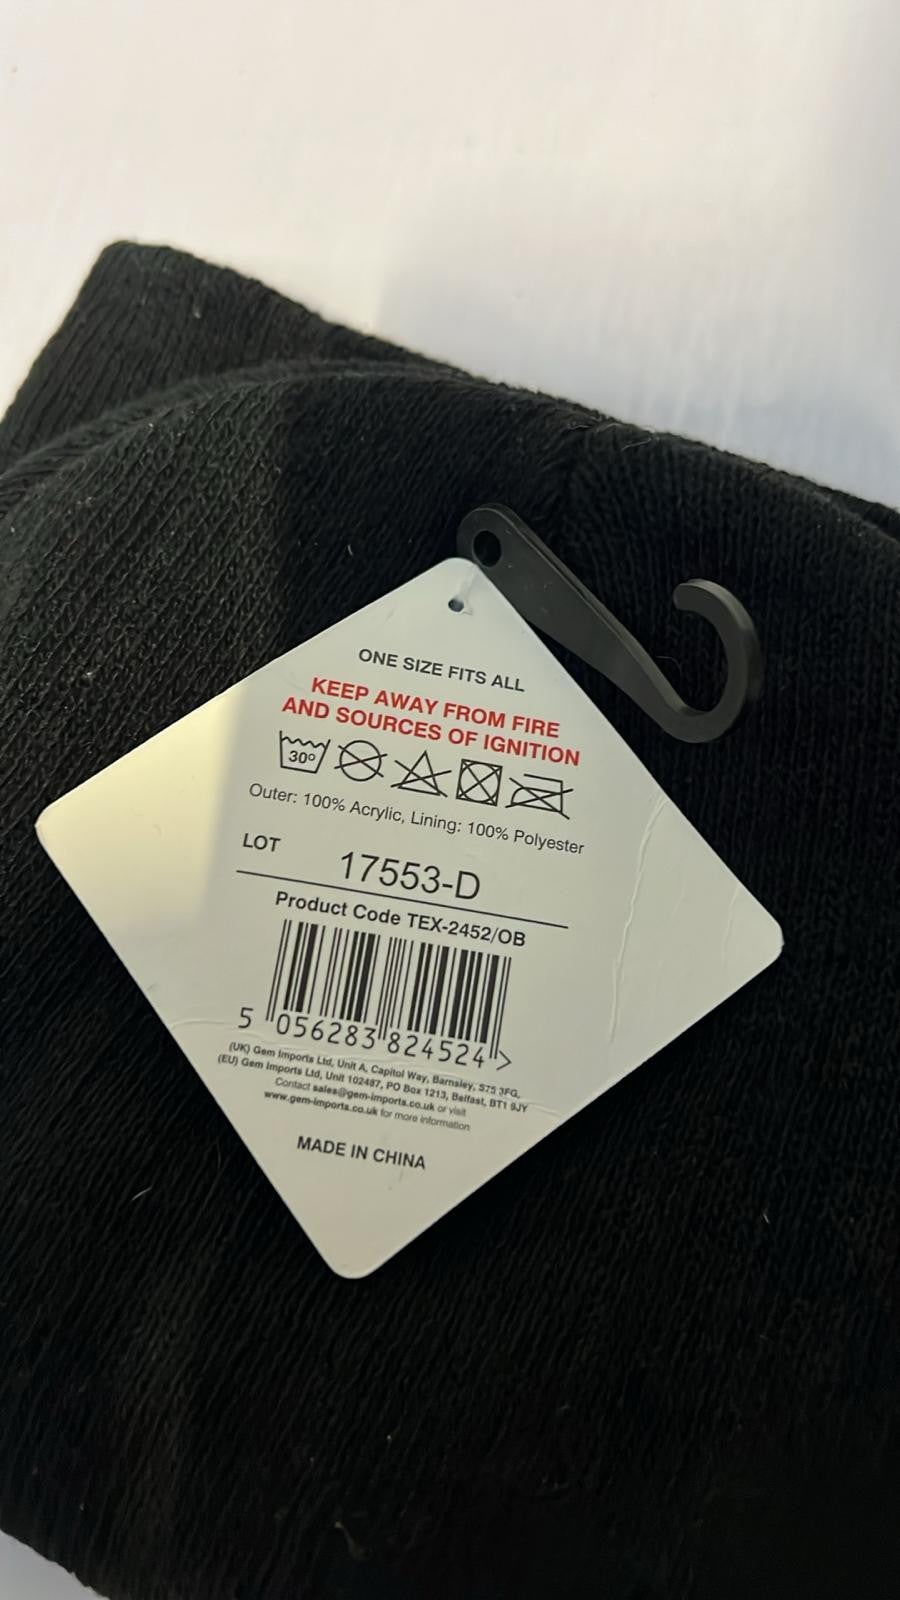 ONE SIZE FITS ALL
KEEP AWAY FROM FIRE
AND SOURCES OF IGNITION
30º
Outer: 100% Acrylic, Lining: 100% Polyester
LOT 17553-D
Product Code TEX-2452/OB
5 056283 824524 >
(UK) Gem Imports Ltd, Unit A, Capitol Way, Barnsley, S75 3FG,
(EU) Gem Imports Ltd, Unit 102487, PO Box 1213, Belfast, BT1 9JY
Contact sales@gem-imports.co.uk or visit
www.gem-imports.co.uk for more information
MADE IN CHINA